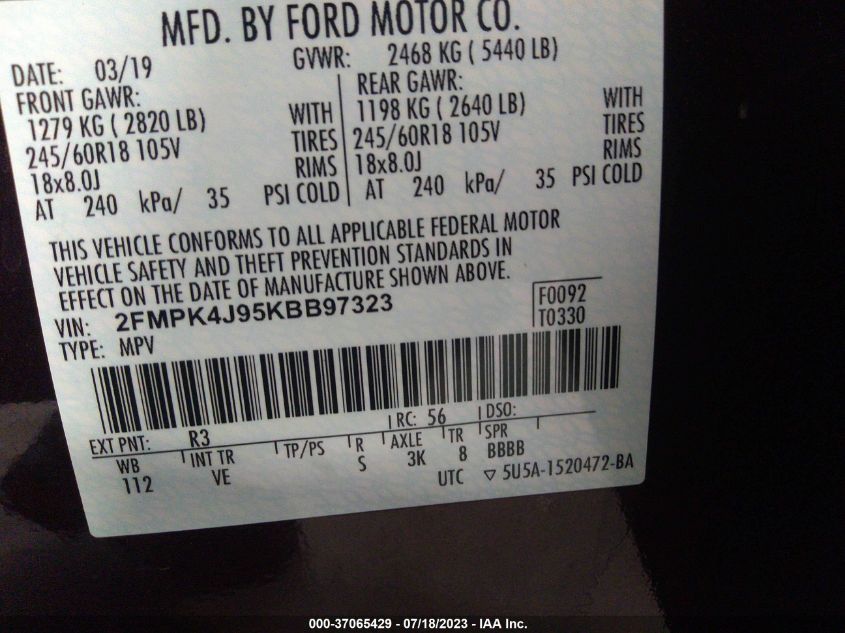 MFD. BY FORD MOTOR CO.
DATE: 03/19 GVWR: 2468 KG ( 5440 LB)
FRONT GAWR: REAR GAWR:
1279 KG ( 2820 LB) WITH 1198 KG ( 2640 LB) WITH
245/60R18 105V TIRES 245/60R18 105V TIRES
18x8.0J RIMS 18x8.0J RIMS
AT 240 kPa/ 35 PSI COLD AT 240 kPa/ 35 PSI COLD
THIS VEHICLE CONFORMS TO ALL APPLICABLE FEDERAL MOTOR
VEHICLE SAFETY AND THEFT PREVENTION STANDARDS IN
EFFECT ON THE DATE OF MANUFACTURE SHOWN ABOVE.
VIN: 2FMPK4J95KBB97323 F0092
TYPE: MPV T0330
EXT PNT: R3 RC: 56 DSO:
WB INT TR TP/PS R AXLE TR SPR
112 VE S 3K 8 BBBB
UTC ▽ 5U5A-1520472-BA
000-37065429 - 07/18/2023 - IAA Inc.